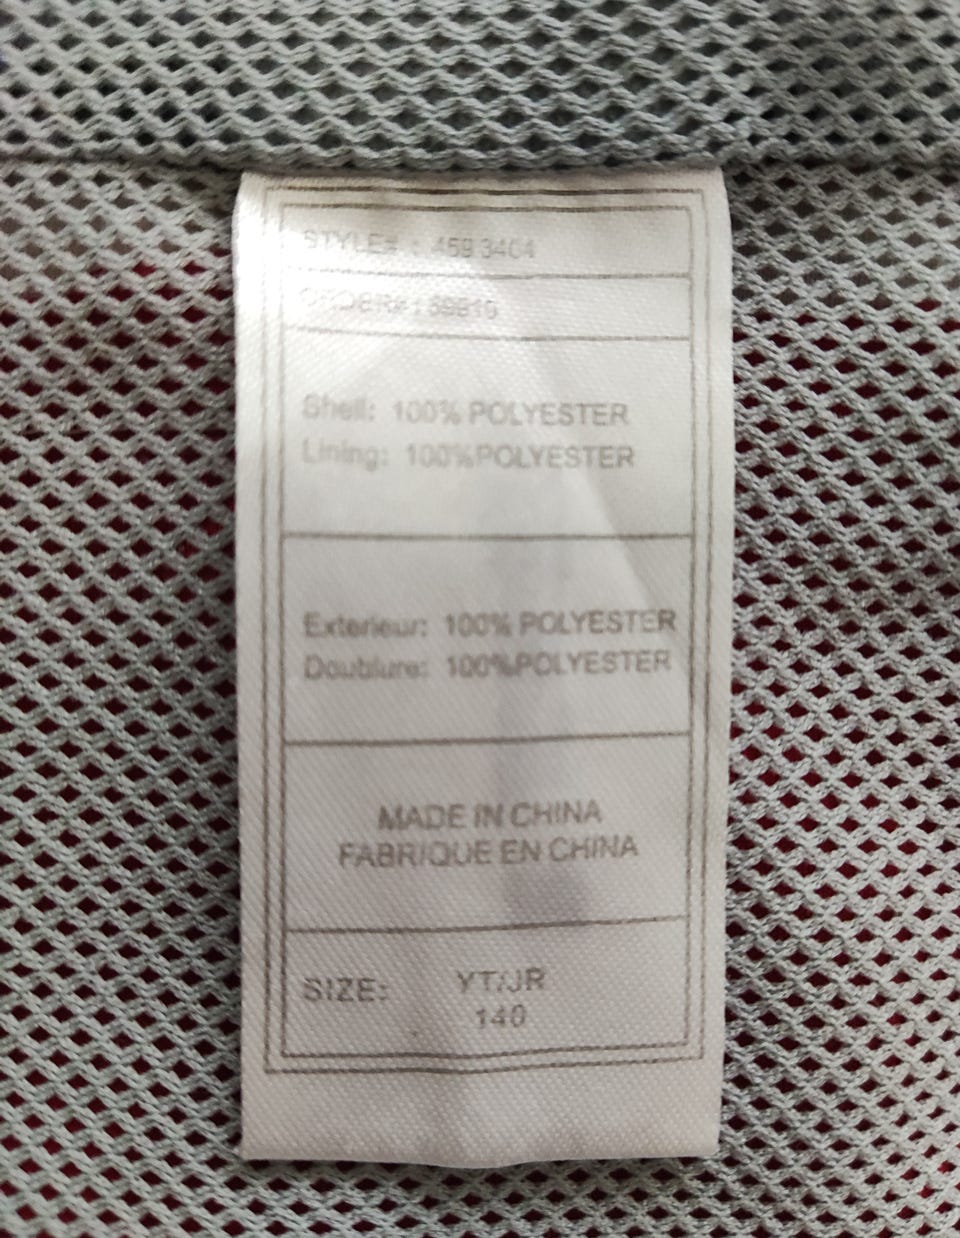 STYLE# : 459 3404
ORDER# :
Shell: 100% POLYESTER
Lining: 100%POLYESTER
Exterieur: 100% POLYESTER
Doublure: 100%POLYESTER
MADE IN CHINA
FABRIQUE EN CHINA
SIZE: YT/JR
140